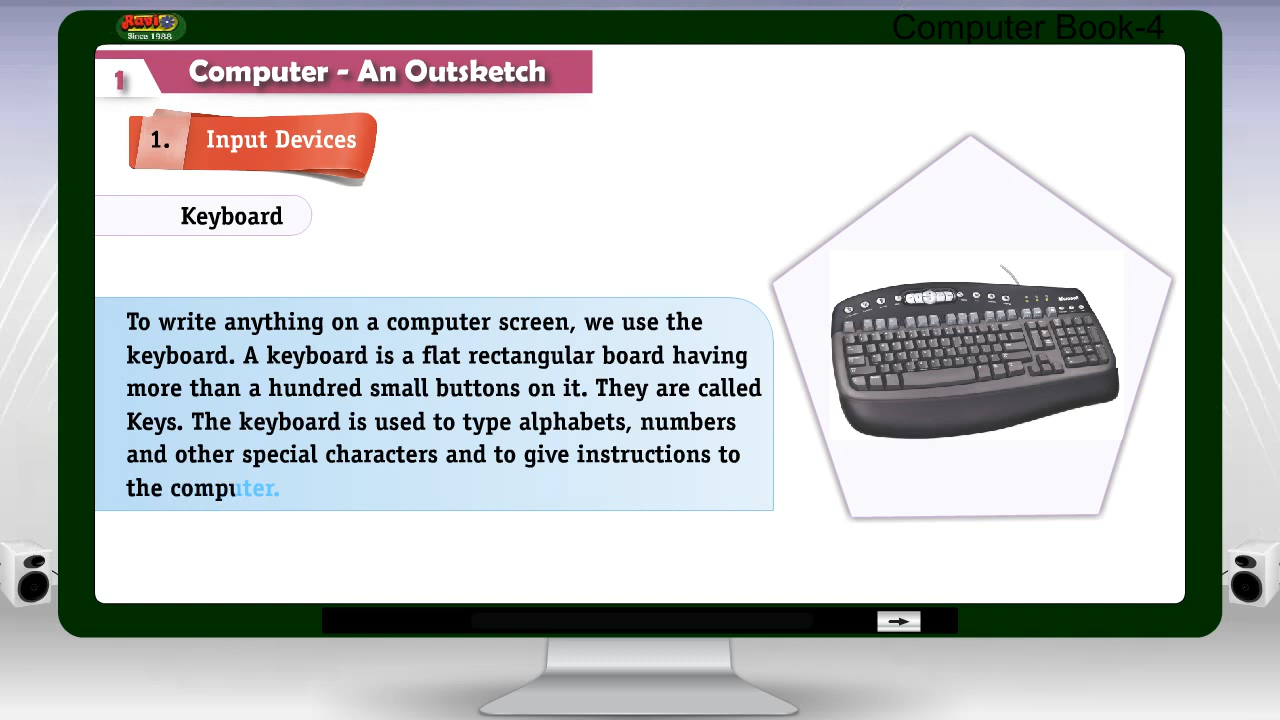 Ravi
Since 1988
Computer Book-4
1
Computer - An Outsketch
1.
Input Devices
Keyboard
To write anything on a computer screen, we use the
keyboard. A keyboard is a flat rectangular board having
more than a hundred small buttons on it. They are called
Keys. The keyboard is used to type alphabets, numbers
and other special characters and to give instructions to
the computer.
Microsoft